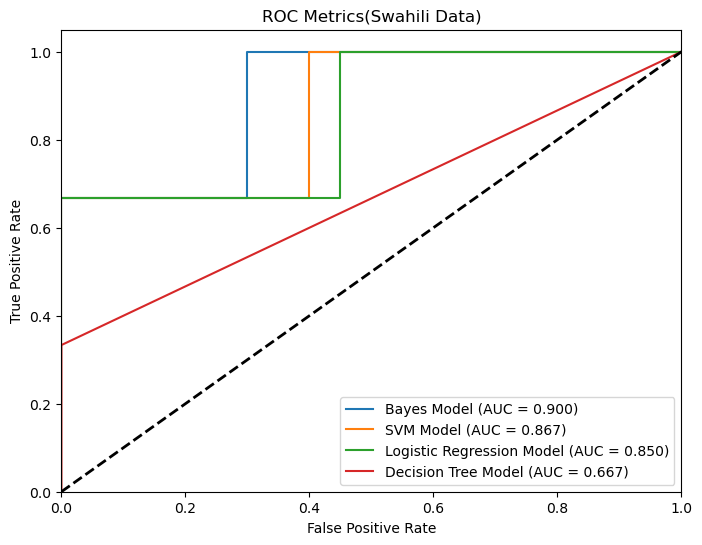 ROC Metrics(Swahili Data)
1.0
0.8
0.6
0.4
0.2
0.0
True Positive Rate
Bayes Model (AUC = 0.900)
SVM Model (AUC = 0.867)
Logistic Regression Model (AUC = 0.850)
Decision Tree Model (AUC = 0.667)
0.0 0.2 0.4 0.6 0.8 1.0
False Positive Rate